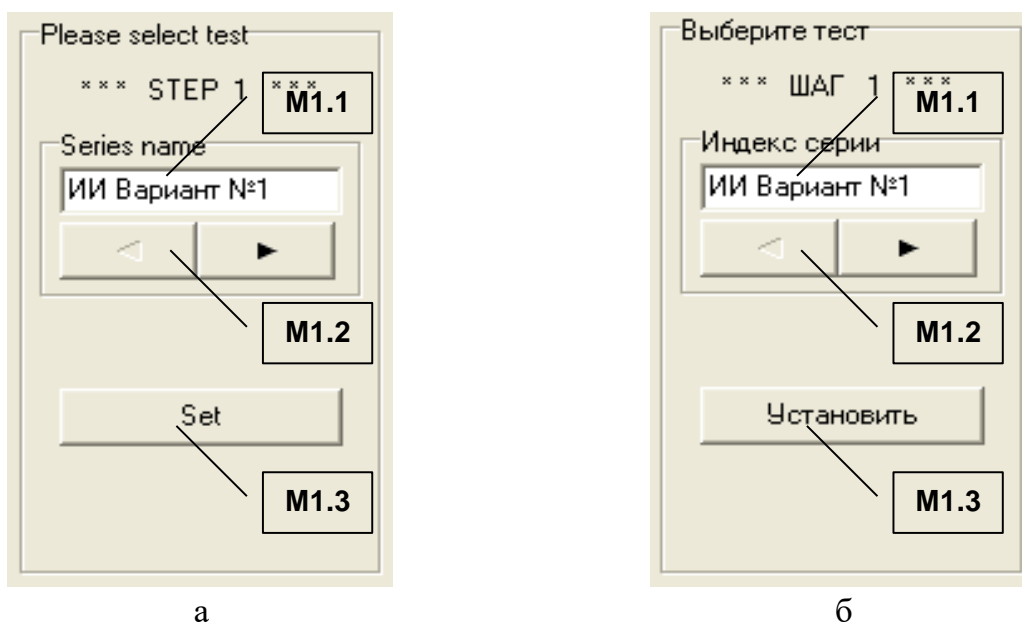 Please select test
*** STEP 1 ***
M1.1
Series name
ИИ Вариант №1
M1.2
Set
M1.3
а
Выберите тест
*** ШАГ 1 ***
M1.1
Индекс серии
ИИ Вариант №1
M1.2
Установить
M1.3
б